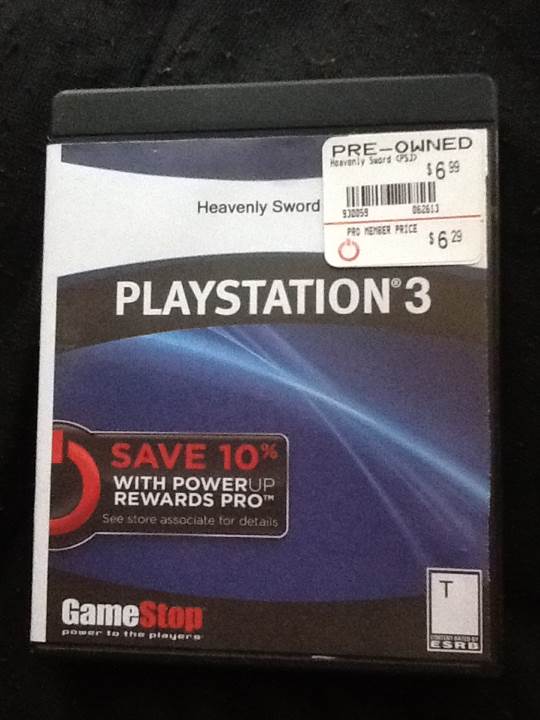 PRE-OWNED
Heavenly Sword (PS3)
$6.99
930059 062613
PRO MEMBER PRICE
$6.29
Heavenly Sword
PLAYSTATION®3
SAVE 10%
WITH POWERUP
REWARDS PRO™
See store associate for details
GameStop
power to the players
T
CONTENT RATED BY
ESRB